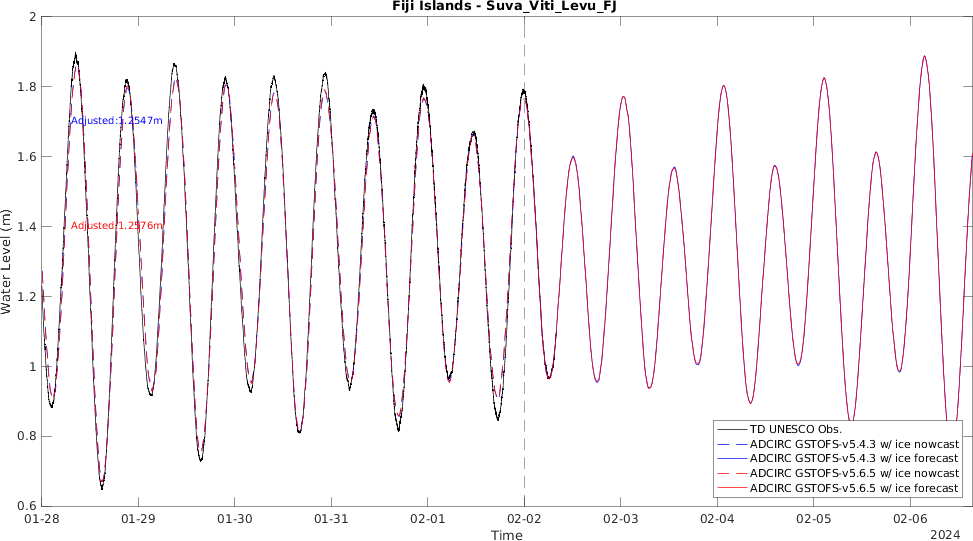 Fiji Islands - Suva_Viti_Levu_FJ
Water Level (m)
2
1.8
1.6
1.4
1.2
1
0.8
0.6
Adjusted:1.2547m
Adjusted:1.2576m
TD UNESCO Obs.
ADCIRC GSTOFS-v5.4.3 w/ ice nowcast
ADCIRC GSTOFS-v5.4.3 w/ ice forecast
ADCIRC GSTOFS-v5.6.5 w/ ice nowcast
ADCIRC GSTOFS-v5.6.5 w/ ice forecast
01-28 01-29 01-30 01-31 02-01 02-02 02-03 02-04 02-05 02-06
Time
2024